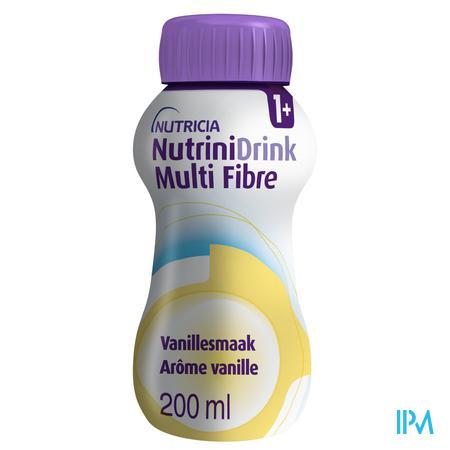 1+
NUTRICIA
NutriniDrink
Multi Fibre
Vanillesmaak
Arôme vanille
200 ml
IPM